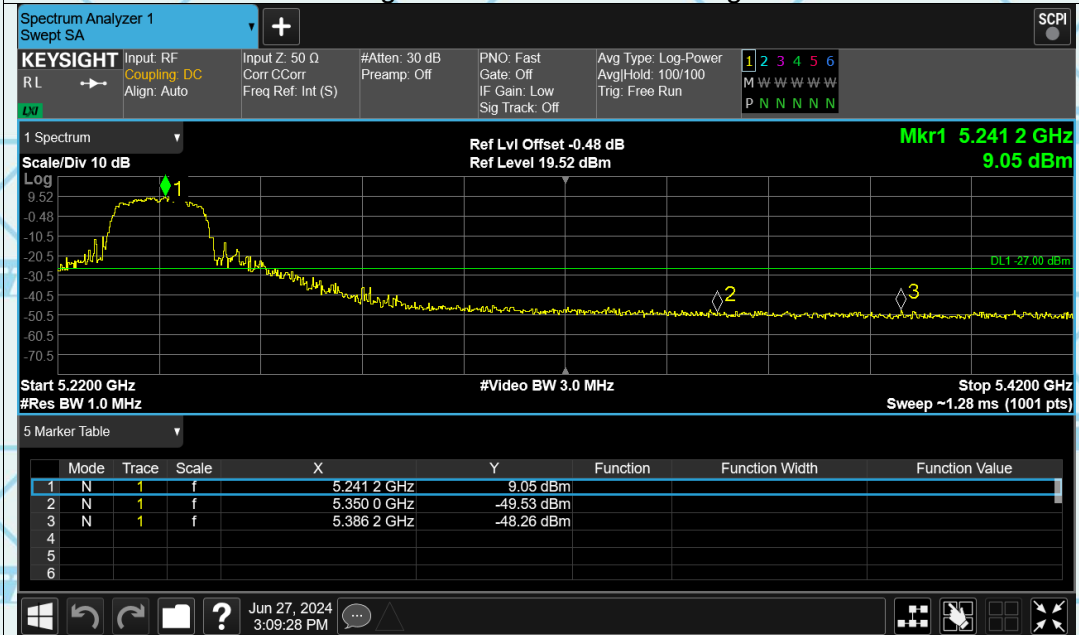 Spectrum Analyzer 1
Swept SA
+
SCPI
KEYSIGHT
RL
LXI
Input: RF
Coupling: DC
Align: Auto
Input Z: 50 Ω
Corr CCorr
Freq Ref: Int (S)
#Atten: 30 dB
Preamp: Off
PNO: Fast
Gate: Off
IF Gain: Low
Sig Track: Off
Avg Type: Log-Power
Avg|Hold: 100/100
Trig: Free Run
1 2 3 4 5 6
M W W W W W
P N N N N N
1 Spectrum
Scale/Div 10 dB
Ref Lvl Offset -0.48 dB
Ref Level 19.52 dBm
Mkr1 5.241 2 GHz
9.05 dBm
Log
9.52
-0.48
-10.5
-20.5
-30.5
-40.5
-50.5
-60.5
-70.5
1
2
3
DL1 -27.00 dBm
Start 5.2200 GHz
#Video BW 3.0 MHz
Stop 5.4200 GHz
#Res BW 1.0 MHz
Sweep ~1.28 ms (1001 pts)
5 Marker Table
Mode Trace Scale X Y Function Function Width Function Value
1 N 1 f 5.241 2 GHz 9.05 dBm
2 N 1 f 5.350 0 GHz -49.53 dBm
3 N 1 f 5.386 2 GHz -48.26 dBm
4
5
6
?
Jun 27, 2024
3:09:28 PM